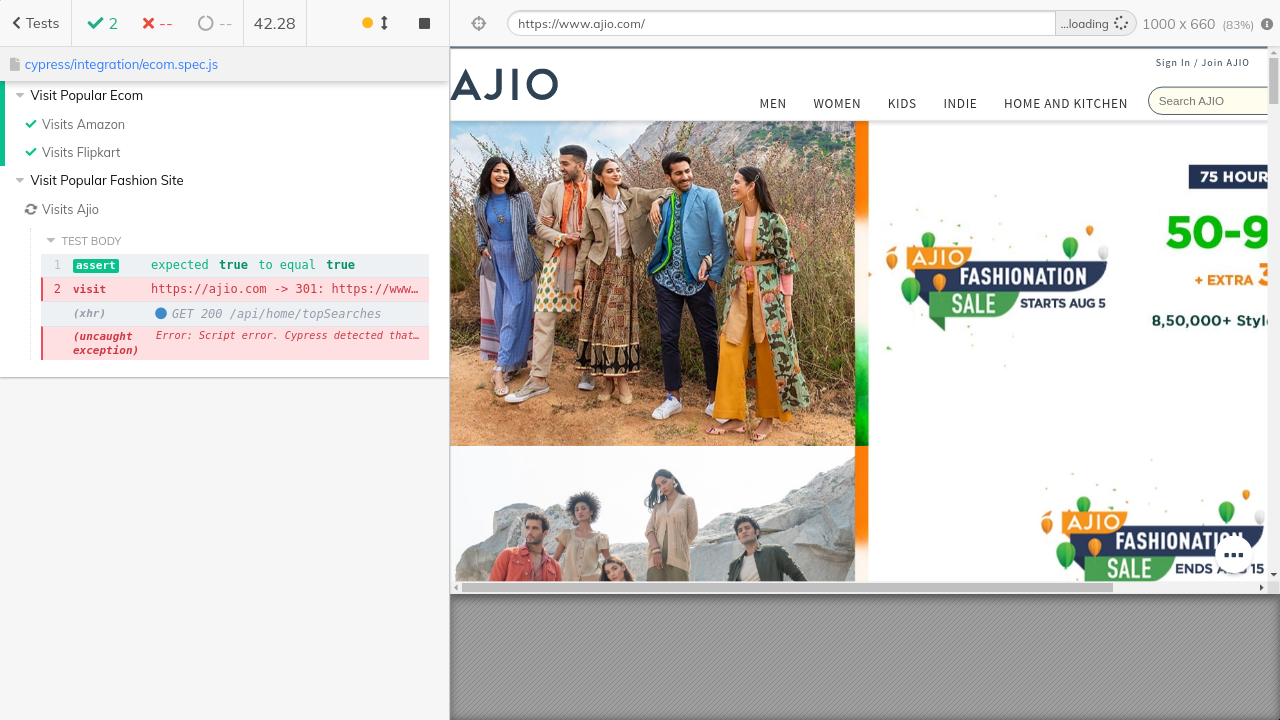 Tests
2
--
--
42.28
https://www.ajio.com/
...loading
1000 x 660 (83%)
cypress/integration/ecom.spec.js
Visit Popular Ecom
Visits Amazon
Visits Flipkart
Visit Popular Fashion Site
Visits Ajio
TEST BODY
1 assert expected true to equal true
2 visit https://ajio.com -> 301: https://www…
(xhr) GET 200 /api/home/topSearches
(uncaught exception) Error: Script error. Cypress detected that…
AJIO
Sign In / Join AJIO
MEN WOMEN KIDS INDIE HOME AND KITCHEN
Search AJIO
75 HOUR
AJIO
FASHIONATION
SALE
STARTS AUG 5
50-9
+ EXTRA 3
8,50,000+ Style
AJIO
FASHIONATION
SALE